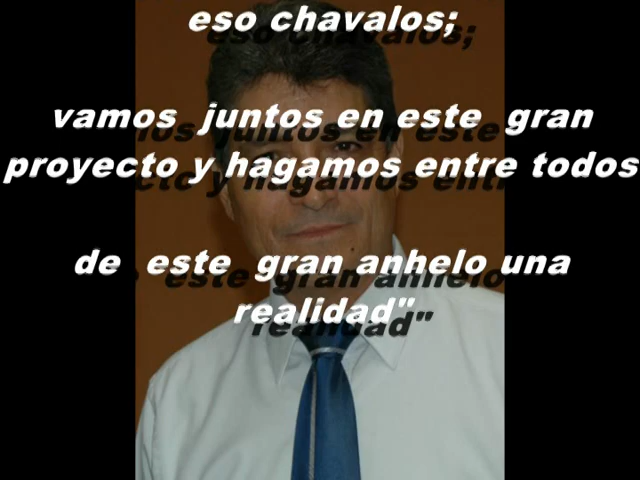 eso chavalos;
vamos juntos en este gran
proyecto y hagamos entre todos
de este gran anhelo una
realidad"